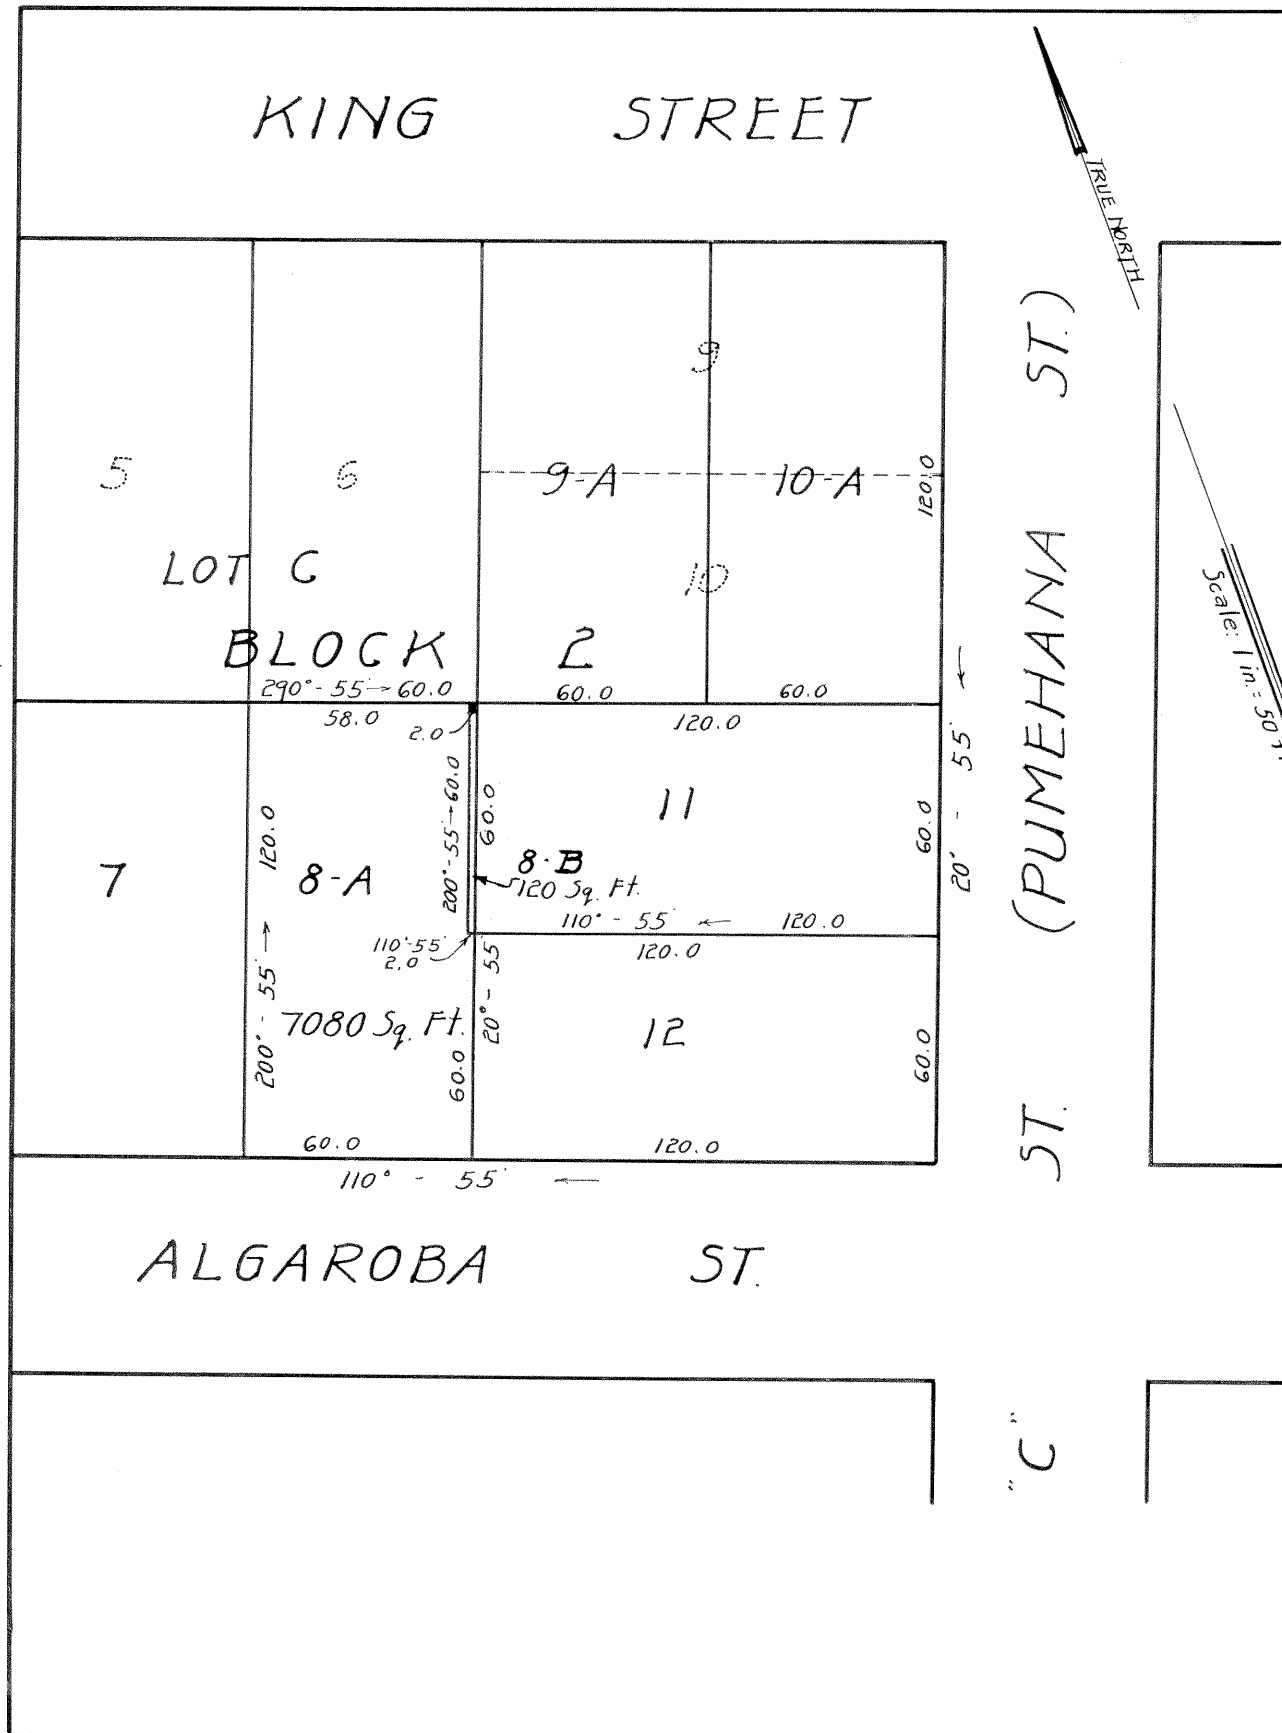 KING STREET
TRUE NORTH
9
5 6 9-A 10-A
120.0
10
LOT C
BLOCK 2
290°-55'→60.0 60.0 60.0
58.0 2.0 120.0
11
200°-55'→60.0
60.0
60.0
7 8-A 8-B
120 Sq. Ft.
120.0
200°-55'→
110°-55' ← 120.0
110°-55'
2.0
120.0
20°-55'
60.0
7080 Sq. Ft.
12
60.0
60.0 120.0
110°-55' ←
20°-55' ←
"C" ST. (PUMEHANA ST.)
Scale: 1 in = 50
ALGAROBA ST.